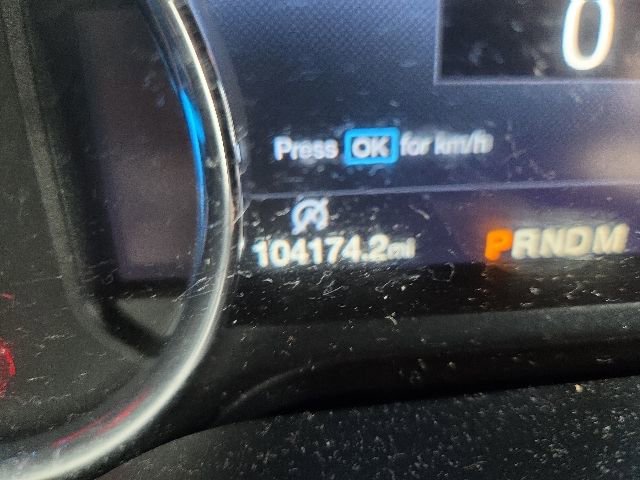 0
Press OK for km/h
104174.2mi
PRNDM